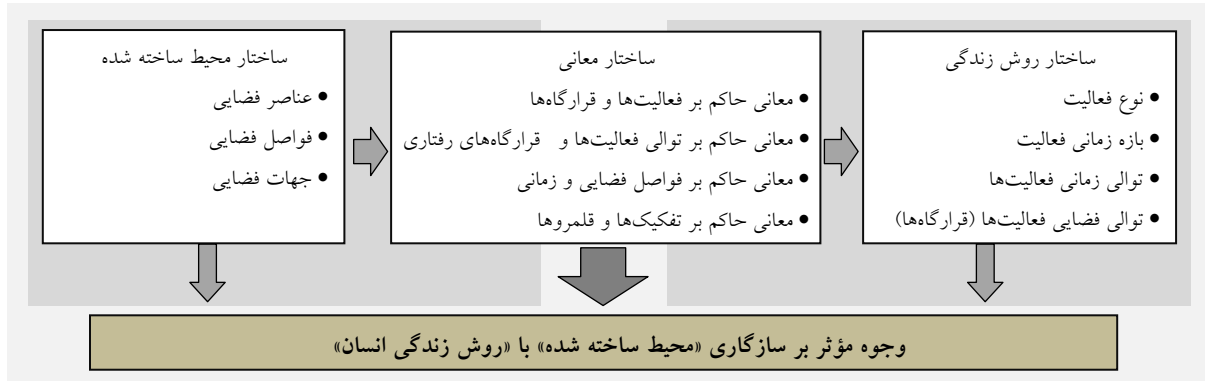 ساختار روش زندگی
• نوع فعالیت
• بازه زمانی فعالیت
• توالی زمانی فعالیت‌ها
• توالی فضایی فعالیت‌ها (قرارگاه‌ها)
ساختار معانی
• معانی حاکم بر فعالیت‌ها و قرارگاه‌ها
• معانی حاکم بر توالی فعالیت‌ها و قرارگاه‌های رفتاری
• معانی حاکم بر فواصل فضایی و زمانی
• معانی حاکم بر تفکیک‌ها و قلمروها
ساختار محیط ساخته شده
• عناصر فضایی
• فواصل فضایی
• جهات فضایی
وجوه مؤثر بر سازگاری «محیط ساخته شده» با «روش زندگی انسان»